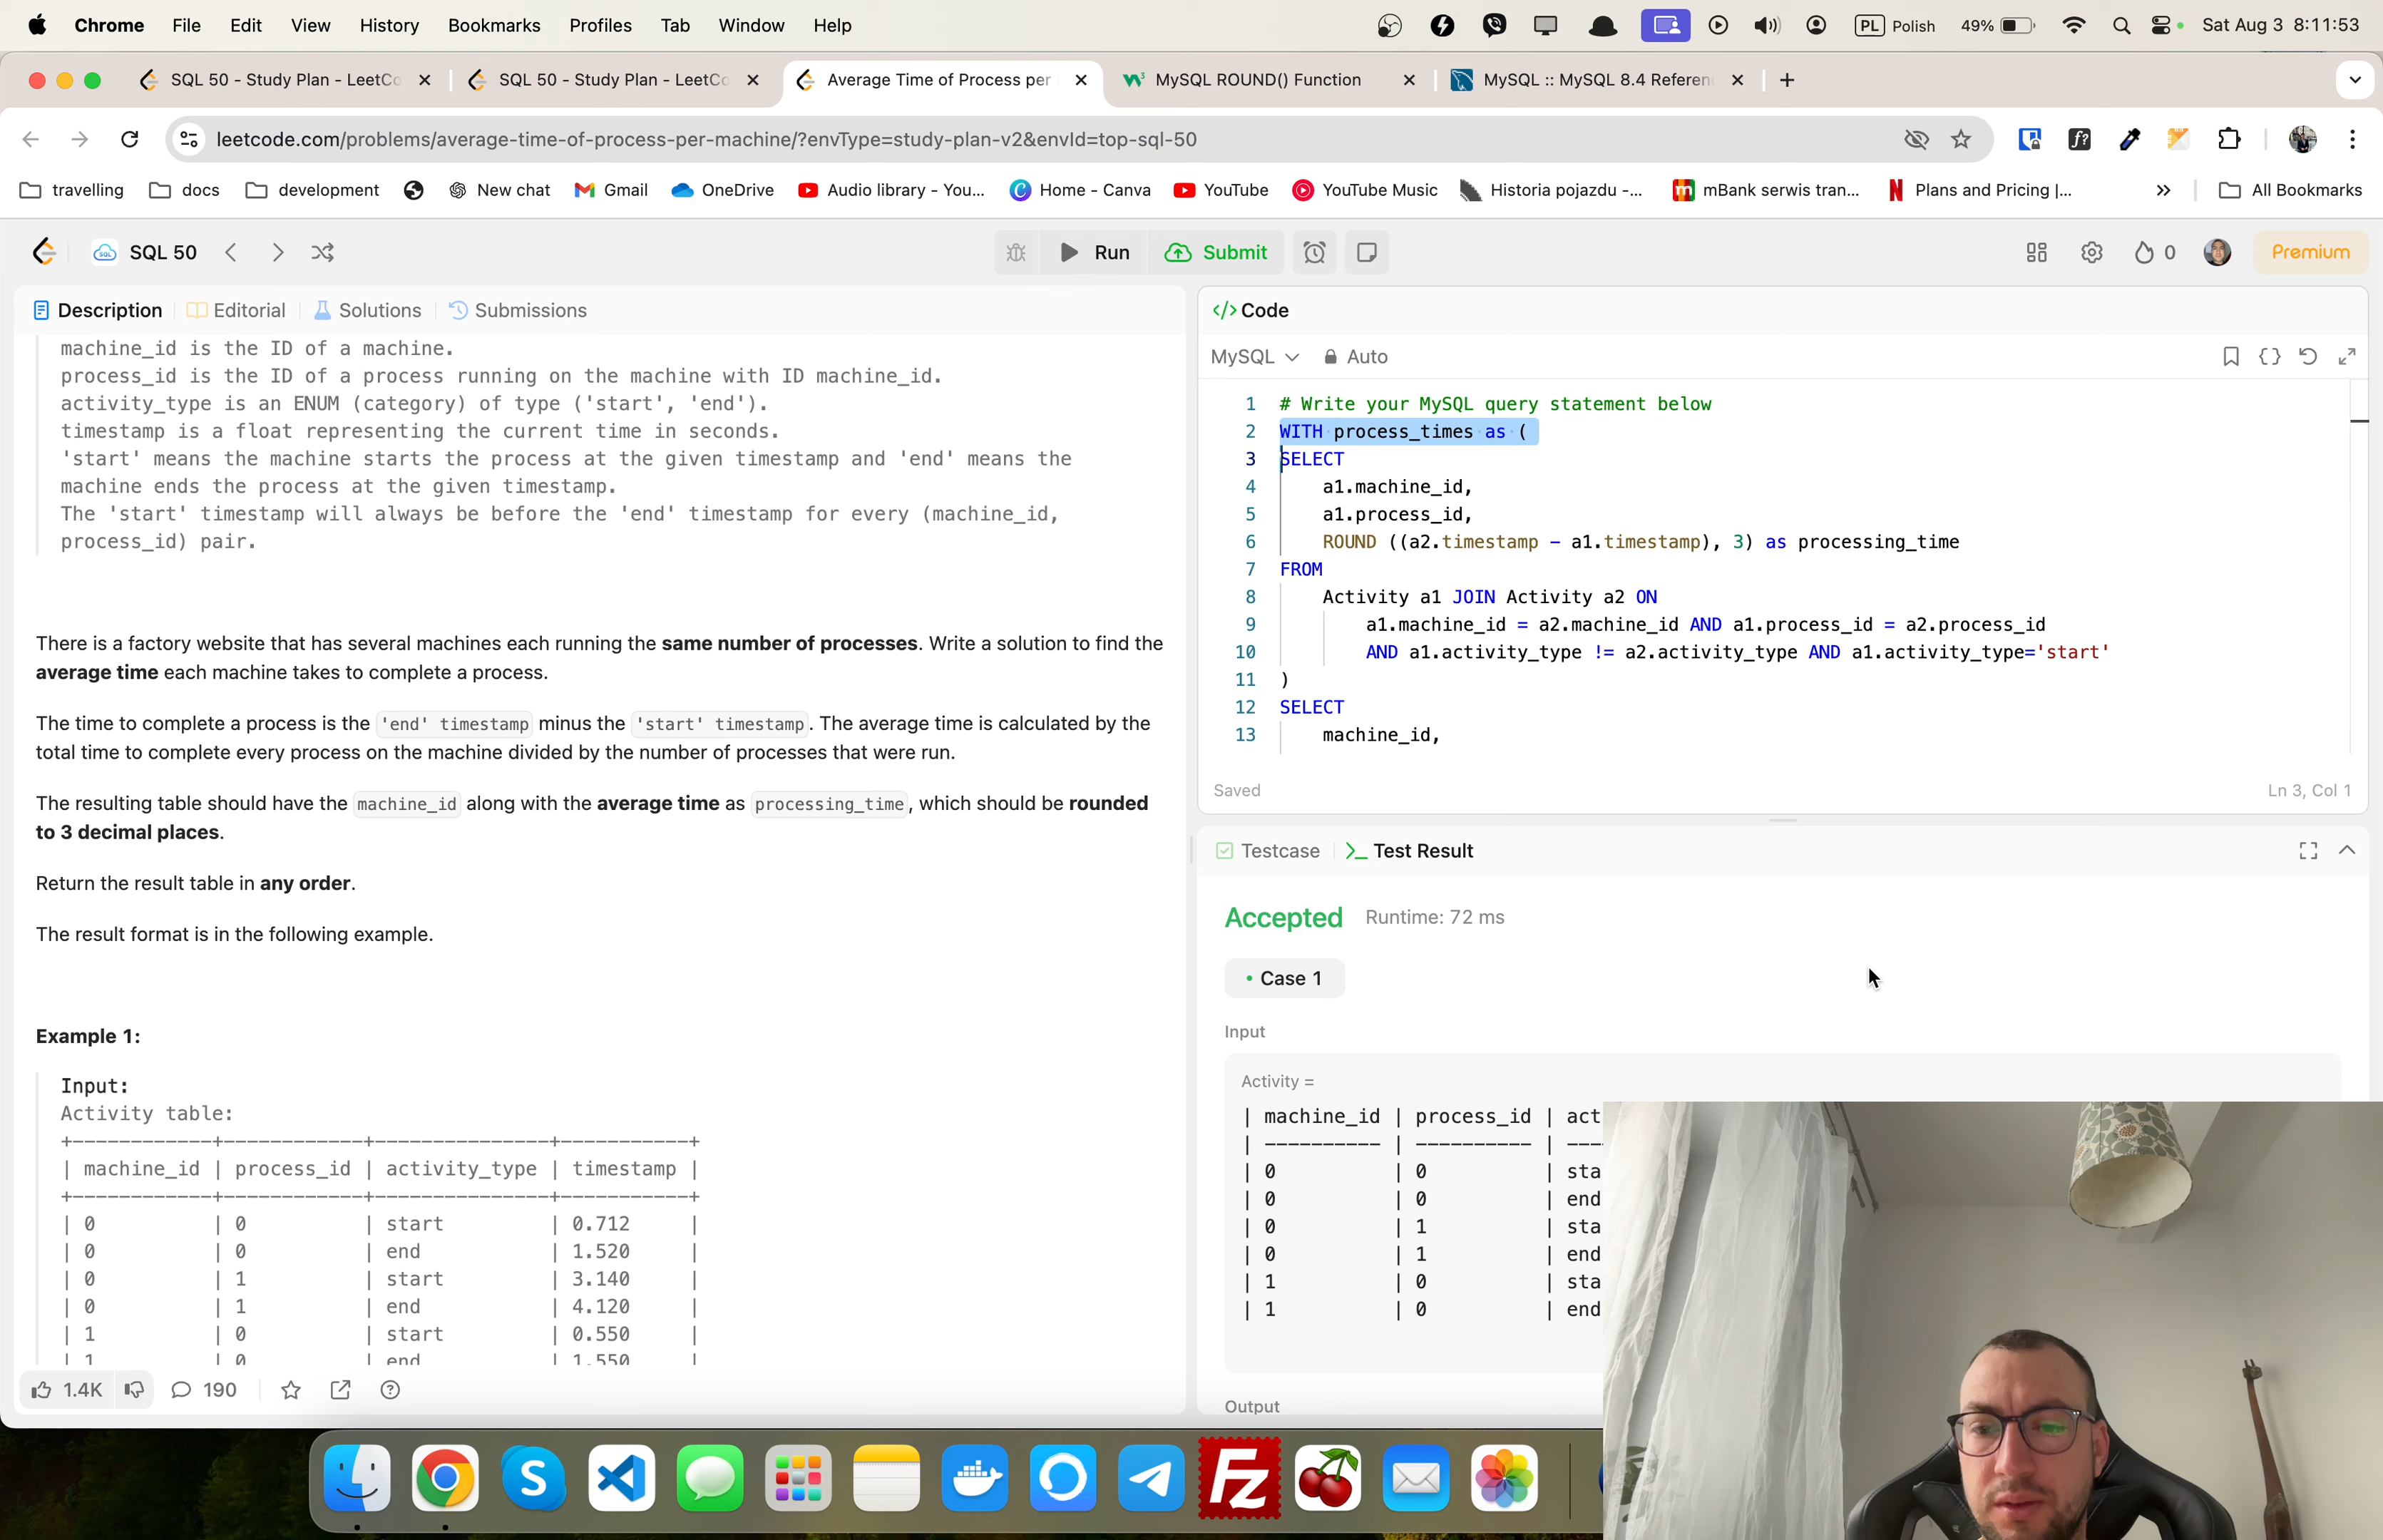 Chrome File Edit View History Bookmarks Profiles Tab Window Help PL Polish 49% Sat Aug 3 8:11:53
SQL 50 - Study Plan - LeetCo SQL 50 - Study Plan - LeetCo Average Time of Process per MySQL ROUND() Function MySQL :: MySQL 8.4 Referen
leetcode.com/problems/average-time-of-process-per-machine/?envType=study-plan-v2&envId=top-sql-50
travelling docs development New chat Gmail OneDrive Audio library - You... Home - Canva YouTube YouTube Music Historia pojazdu -... mBank serwis tran... Plans and Pricing |... All Bookmarks
SQL 50 Run Submit 0 Premium
Description Editorial Solutions Submissions
machine_id is the ID of a machine.
process_id is the ID of a process running on the machine with ID machine_id.
activity_type is an ENUM (category) of type ('start', 'end').
timestamp is a float representing the current time in seconds.
'start' means the machine starts the process at the given timestamp and 'end' means the
machine ends the process at the given timestamp.
The 'start' timestamp will always be before the 'end' timestamp for every (machine_id,
process_id) pair.
There is a factory website that has several machines each running the same number of processes. Write a solution to find the
average time each machine takes to complete a process.
The time to complete a process is the 'end' timestamp minus the 'start' timestamp. The average time is calculated by the
total time to complete every process on the machine divided by the number of processes that were run.
The resulting table should have the machine_id along with the average time as processing_time, which should be rounded
to 3 decimal places.
Return the result table in any order.
The result format is in the following example.
Example 1:
Input:
Activity table:
+------------+------------+---------------+-----------+
| machine_id | process_id | activity_type | timestamp |
+------------+------------+---------------+-----------+
| 0 | 0 | start | 0.712 |
| 0 | 0 | end | 1.520 |
| 0 | 1 | start | 3.140 |
| 0 | 1 | end | 4.120 |
| 1 | 0 | start | 0.550 |
| 1 | 0 | end | 1.550 |
1.4K 190
</> Code
MySQL Auto
1 # Write your MySQL query statement below
2 WITH process_times as (
3 SELECT
4 a1.machine_id,
5 a1.process_id,
6 ROUND ((a2.timestamp - a1.timestamp), 3) as processing_time
7 FROM
8 Activity a1 JOIN Activity a2 ON
9 a1.machine_id = a2.machine_id AND a1.process_id = a2.process_id
10 AND a1.activity_type != a2.activity_type AND a1.activity_type='start'
11 )
12 SELECT
13 machine_id,
Saved Ln 3, Col 1
Testcase Test Result
Accepted Runtime: 72 ms
Case 1
Input
Activity =
| machine_id | process_id | act
| ---------- | ---------- | ---
| 0 | 0 | sta
| 0 | 0 | end
| 0 | 1 | sta
| 0 | 1 | end
| 1 | 0 | sta
| 1 | 0 | end
Output